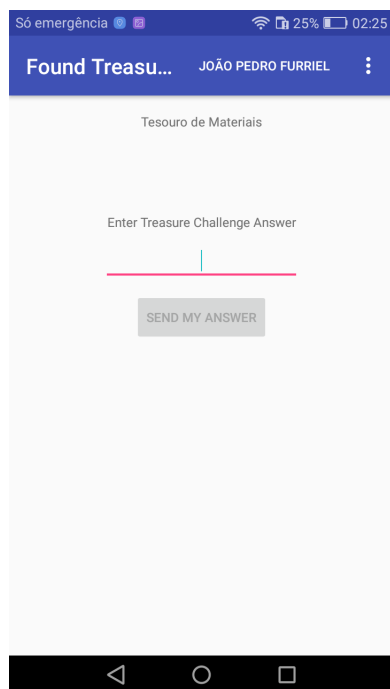 Só emergência 25% 02:25
Found Treasu... JOÃO PEDRO FURRIEL
Tesouro de Materiais
Enter Treasure Challenge Answer
SEND MY ANSWER